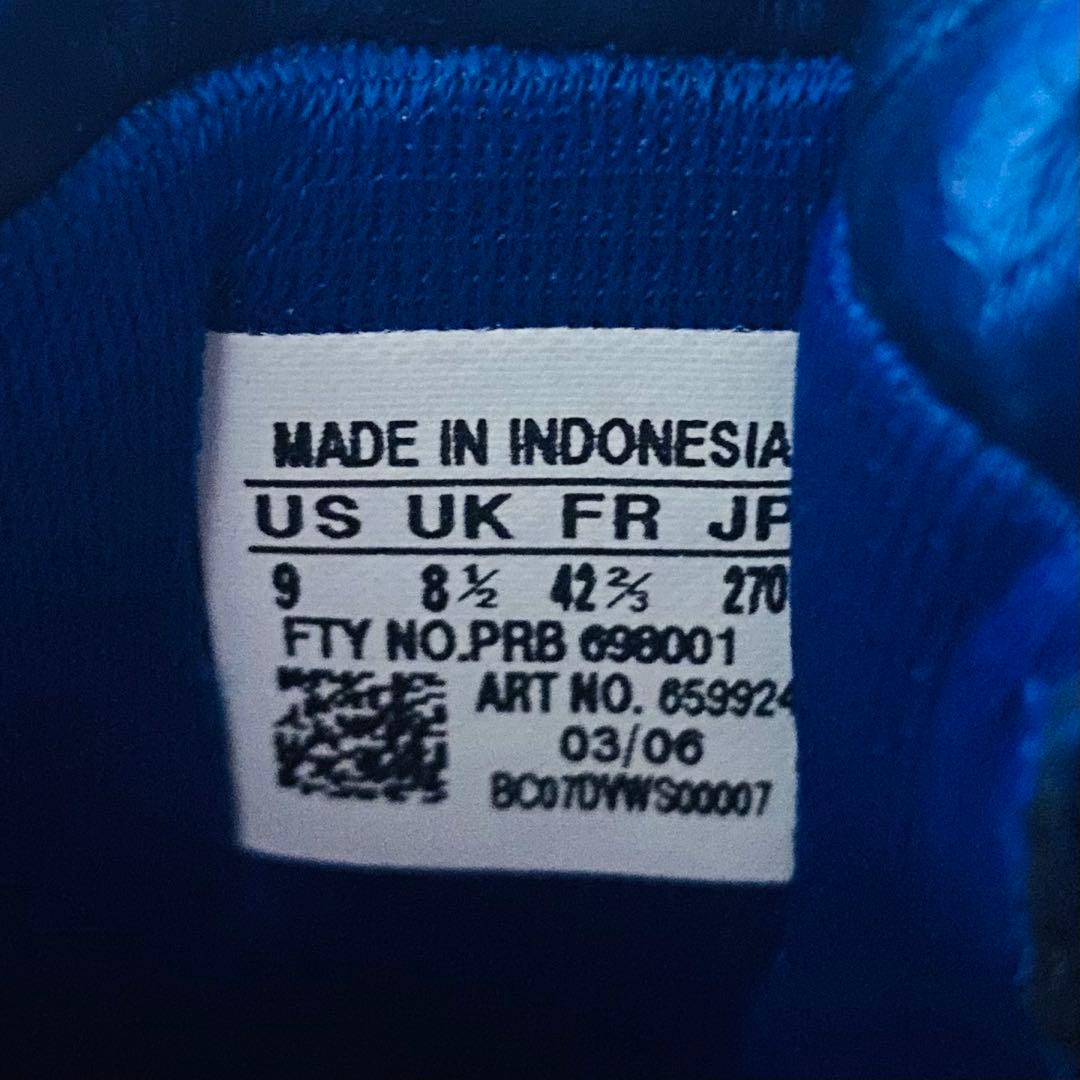 MADE IN INDONESIA
US UK FR JP
9 8½ 42⅔ 270
FTY NO.PRB 698001
ART NO. 659924
03/06
BC07DYWS00007